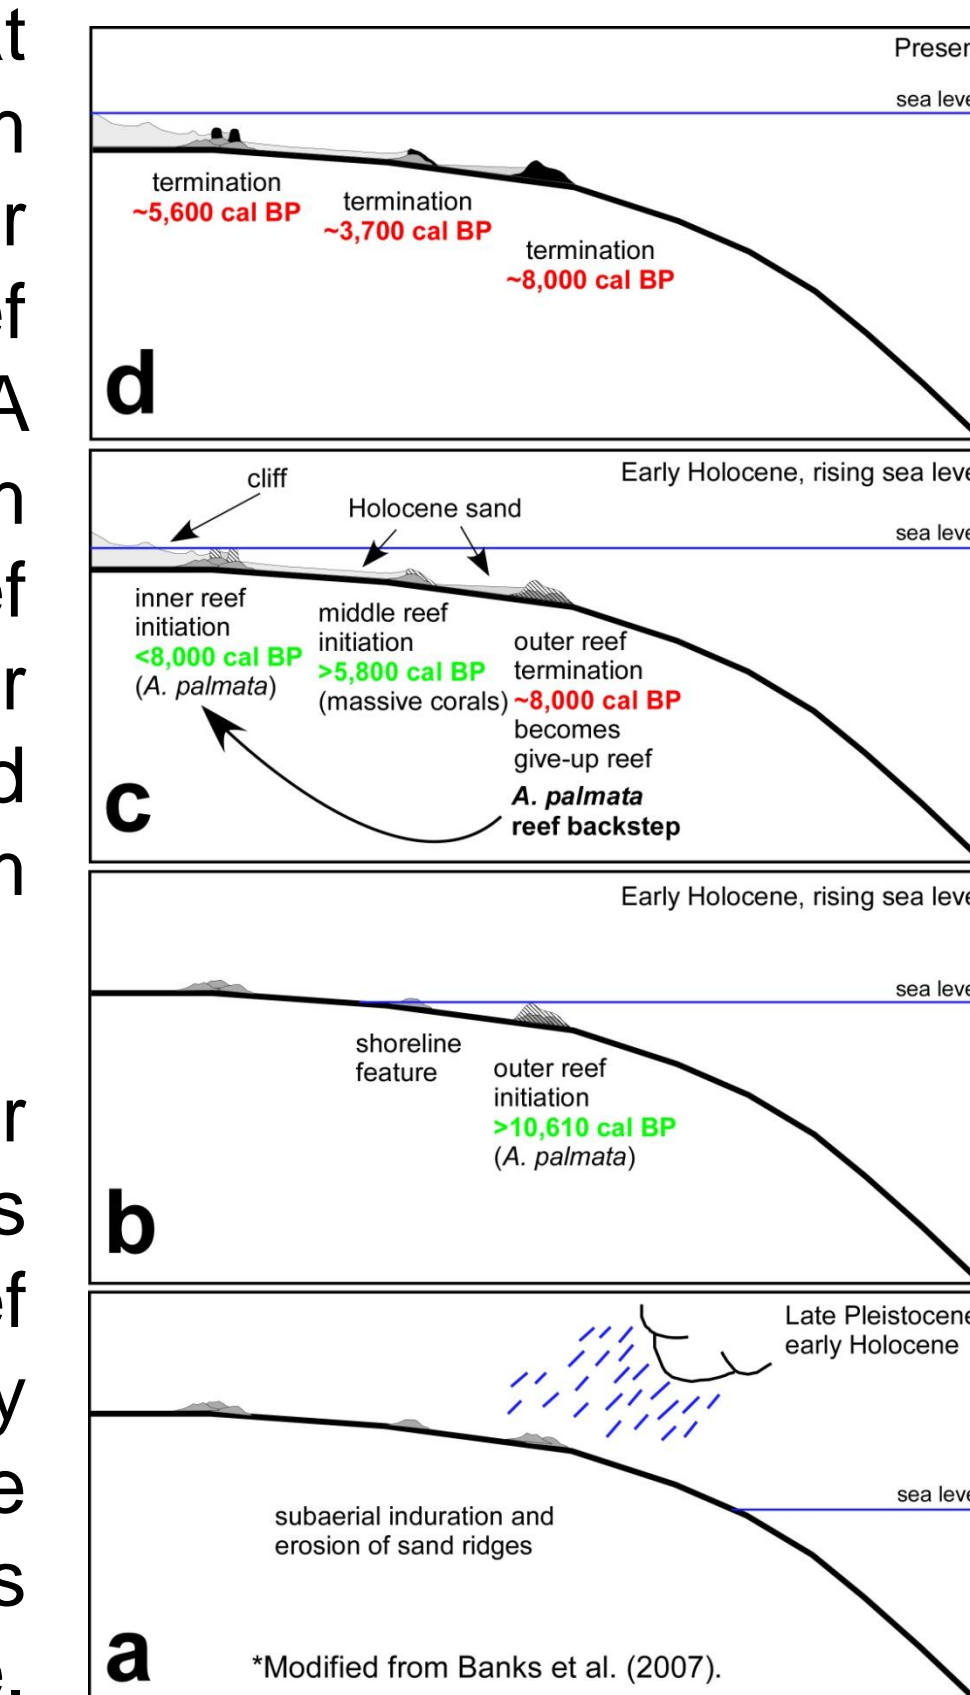 Presen
sea leve
termination
~5,600 cal BP
termination
~3,700 cal BP
termination
~8,000 cal BP
d
Early Holocene, rising sea leve
cliff
Holocene sand
sea leve
inner reef
initiation
<8,000 cal BP
(A. palmata)
middle reef
initiation
>5,800 cal BP
(massive corals)
outer reef
termination
~8,000 cal BP
becomes
give-up reef
A. palmata
reef backstep
c
Early Holocene, rising sea leve
sea leve
shoreline
feature
outer reef
initiation
>10,610 cal BP
(A. palmata)
b
Late Pleistocene
early Holocene
sea leve
subaerial induration and
erosion of sand ridges
a
*Modified from Banks et al. (2007).